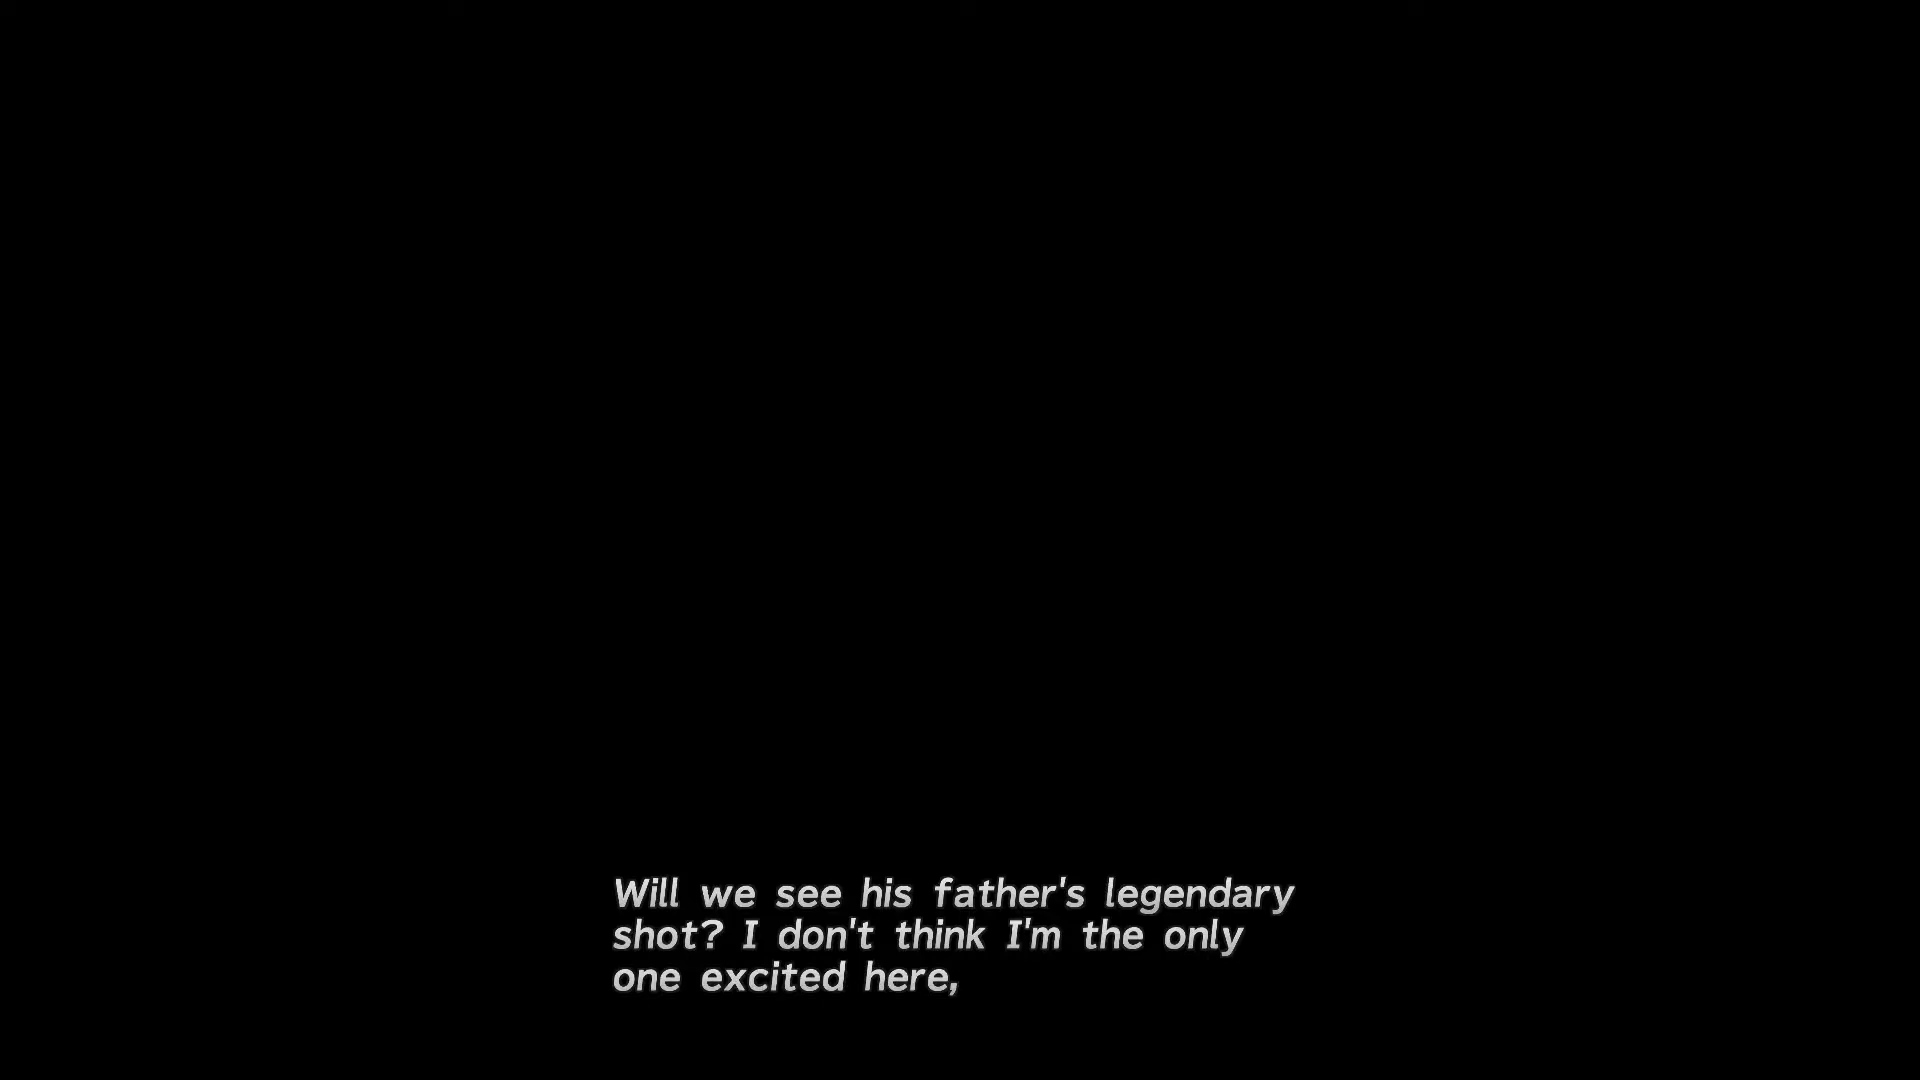 Will we see his father's legendary
shot? I don't think I'm the only
one excited here,